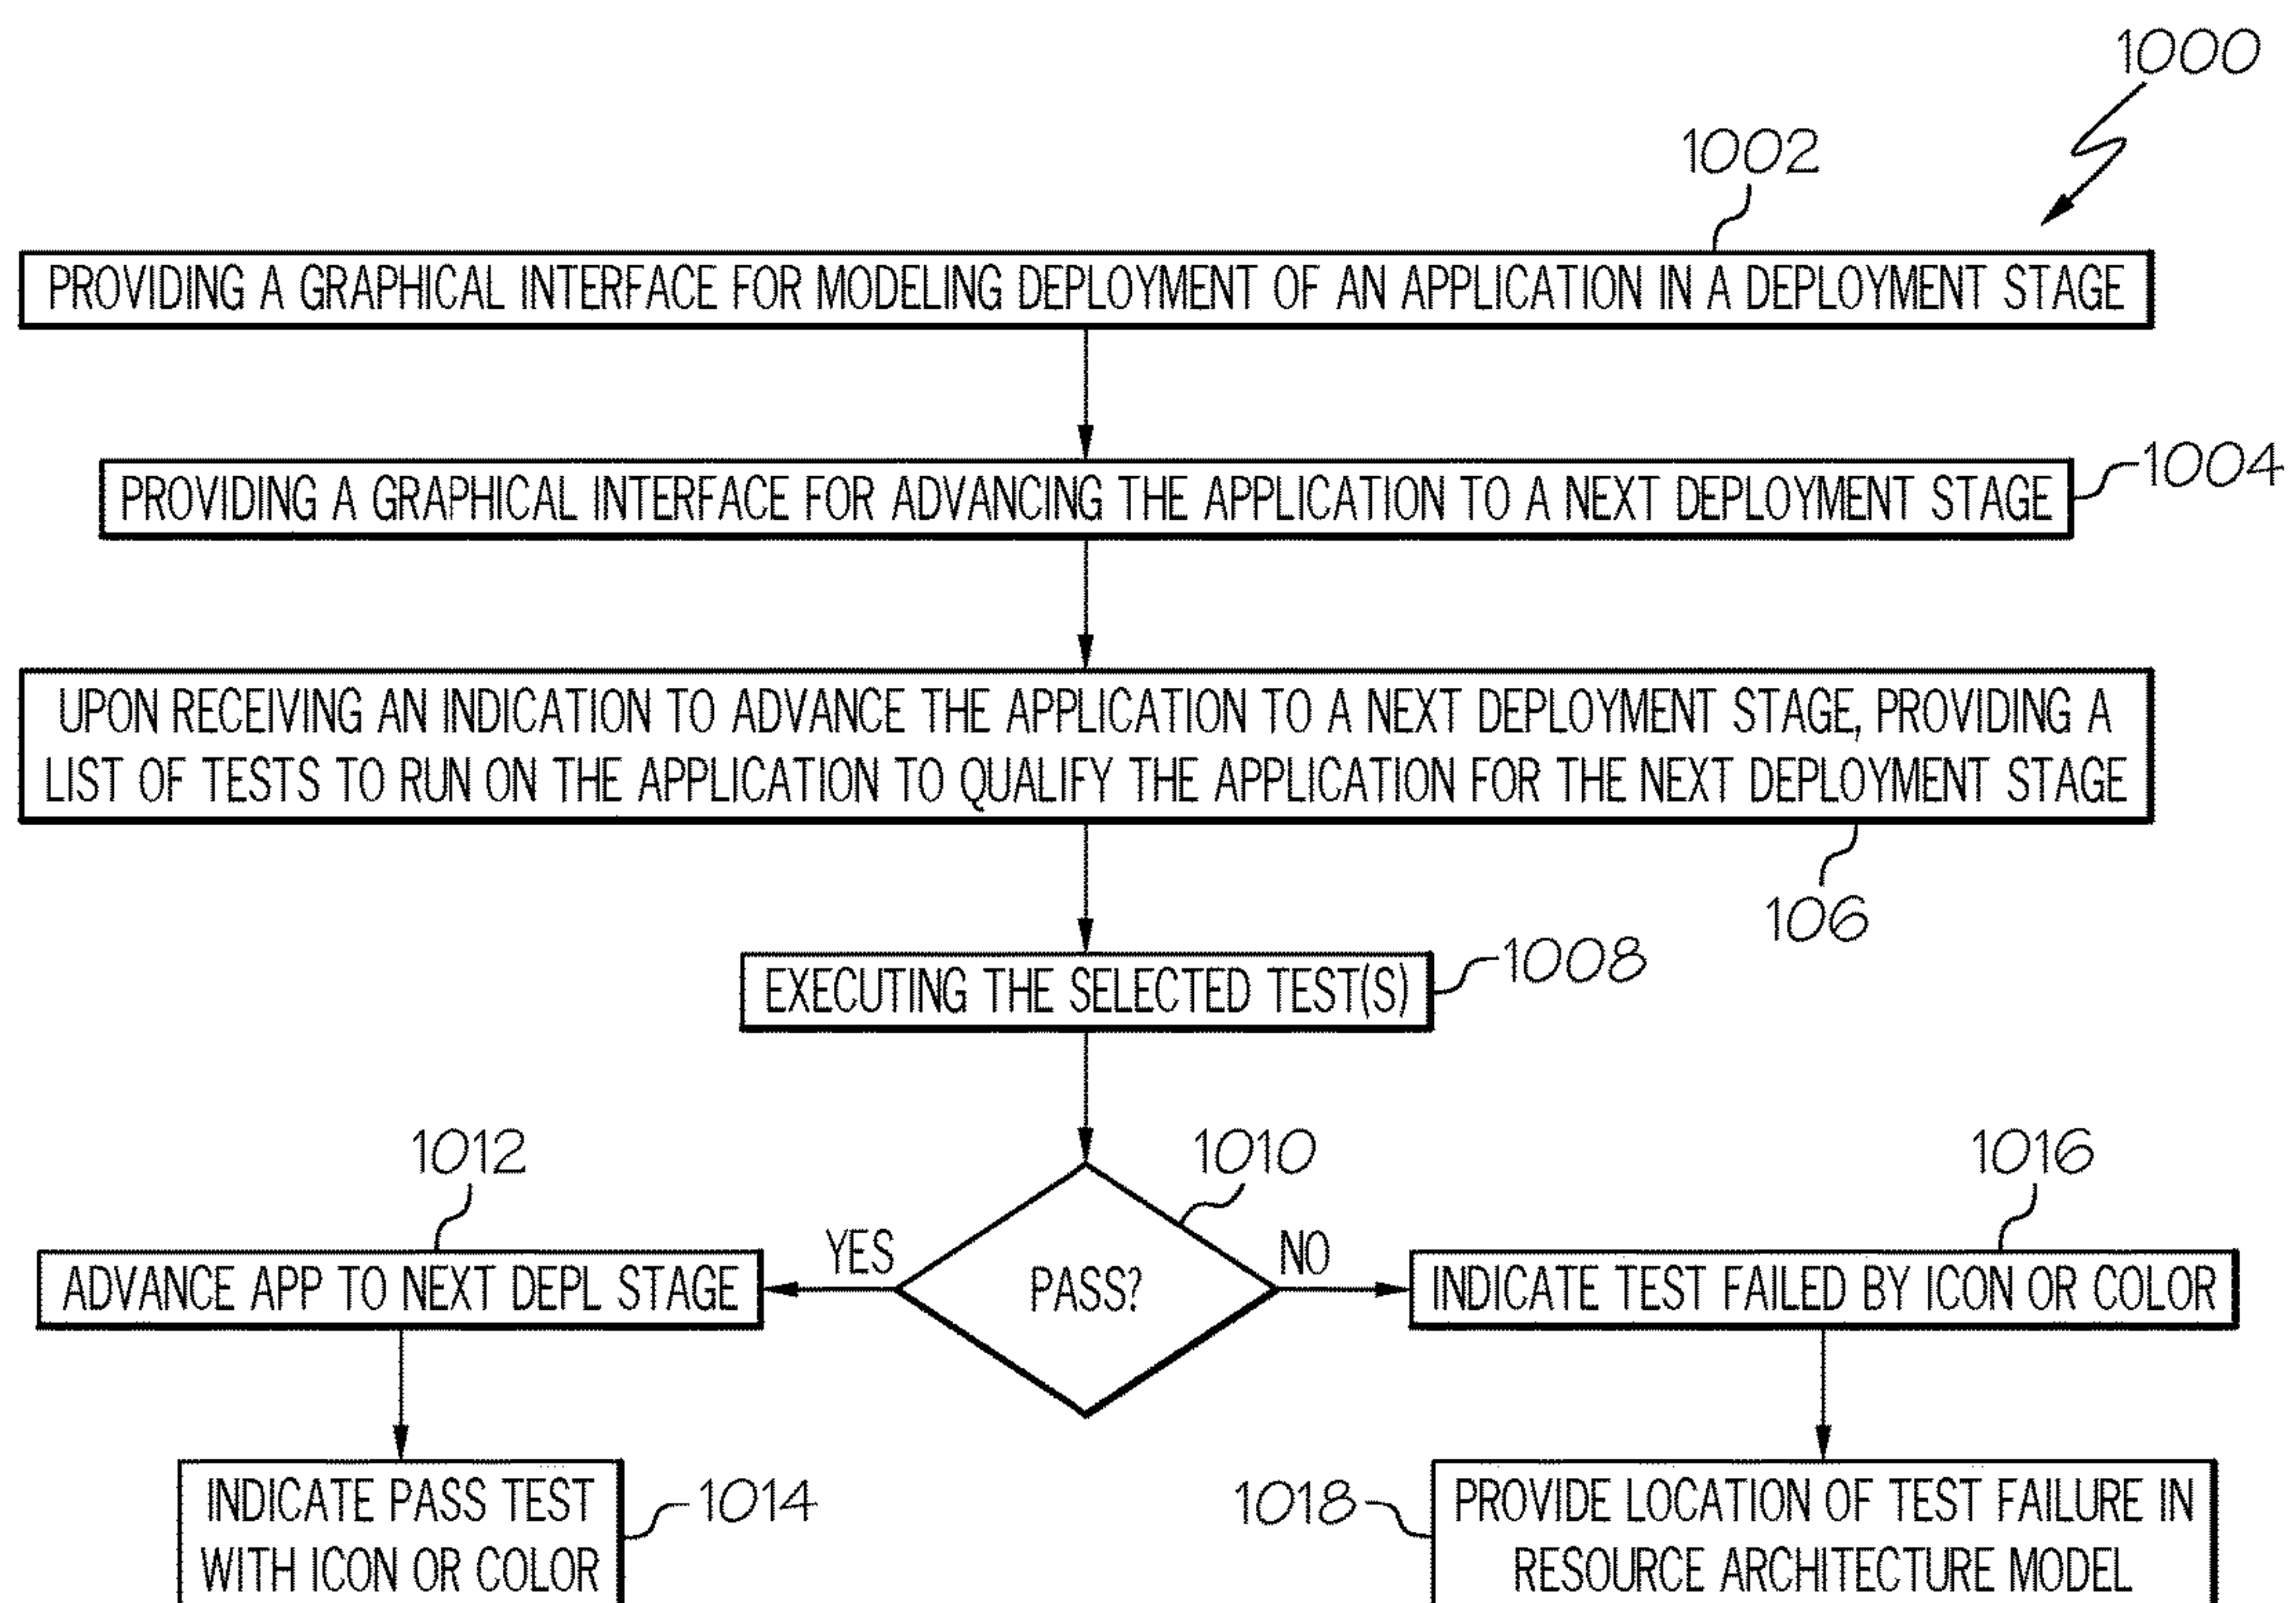 1000
1002
PROVIDING A GRAPHICAL INTERFACE FOR MODELING DEPLOYMENT OF AN APPLICATION IN A DEPLOYMENT STAGE
PROVIDING A GRAPHICAL INTERFACE FOR ADVANCING THE APPLICATION TO A NEXT DEPLOYMENT STAGE
1004
UPON RECEIVING AN INDICATION TO ADVANCE THE APPLICATION TO A NEXT DEPLOYMENT STAGE, PROVIDING A
LIST OF TESTS TO RUN ON THE APPLICATION TO QUALIFY THE APPLICATION FOR THE NEXT DEPLOYMENT STAGE
106
EXECUTING THE SELECTED TEST(S)
1008
1012
1010
1016
YES
NO
ADVANCE APP TO NEXT DEPL STAGE
PASS?
INDICATE TEST FAILED BY ICON OR COLOR
INDICATE PASS TEST
WITH ICON OR COLOR
1014
1018
PROVIDE LOCATION OF TEST FAILURE IN
RESOURCE ARCHITECTURE MODEL